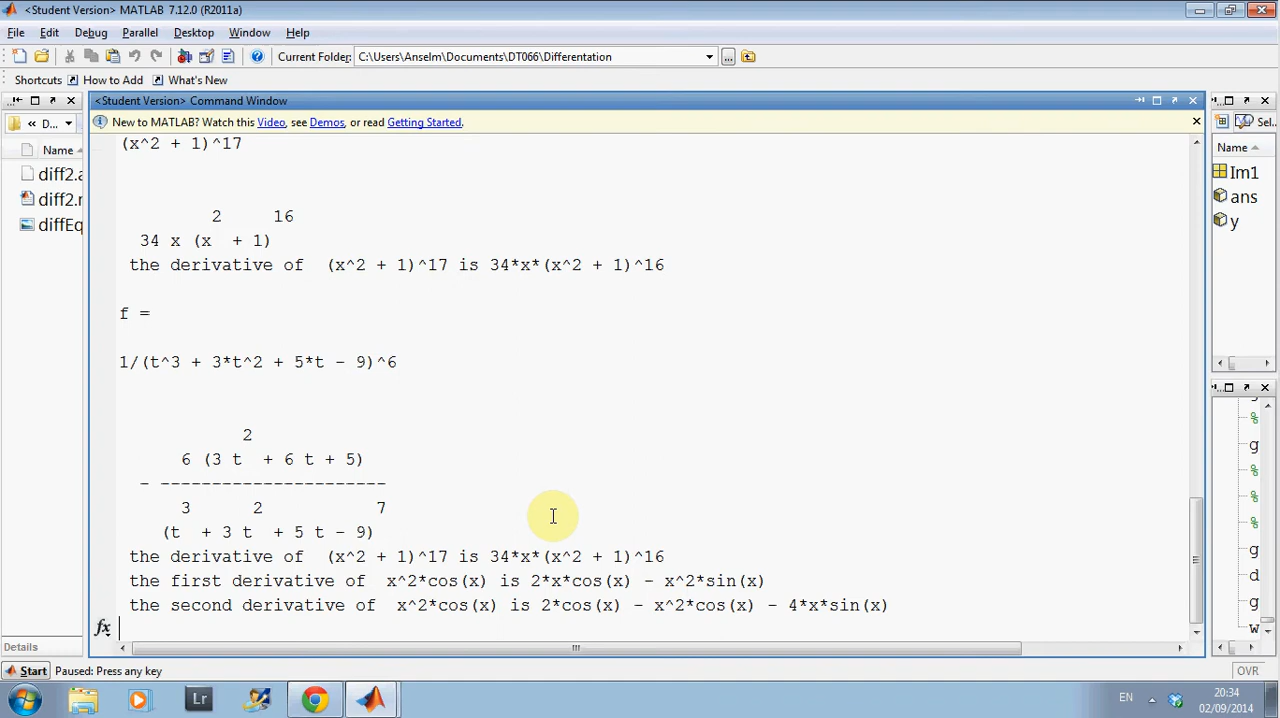 <Student Version> MATLAB 7.12.0 (R2011a)
File Edit Debug Parallel Desktop Window Help
Current Folder: C:\Users\Anselm\Documents\DT066\Differentation ...
Shortcuts How to Add What's New
<Student Version> Command Window
New to MATLAB? Watch this Video, see Demos, or read Getting Started.
« D...
Name
diff2.a
diff2.r
diffEq
Details
(x^2 + 1)^17
2 16
34 x (x + 1)
the derivative of (x^2 + 1)^17 is 34*x*(x^2 + 1)^16
f =
1/(t^3 + 3*t^2 + 5*t - 9)^6
2
6 (3 t + 6 t + 5)
- ----------------------
3 2 7
(t + 3 t + 5 t - 9)
the derivative of (x^2 + 1)^17 is 34*x*(x^2 + 1)^16
the first derivative of x^2*cos(x) is 2*x*cos(x) - x^2*sin(x)
the second derivative of x^2*cos(x) is 2*cos(x) - x^2*cos(x) - 4*x*sin(x)
fx
Sel...
Name
Im1
ans
y
%
g
%
%
%
g
d
g
w
Start Paused: Press any key
OVR
Lr
EN
20:34
02/09/2014